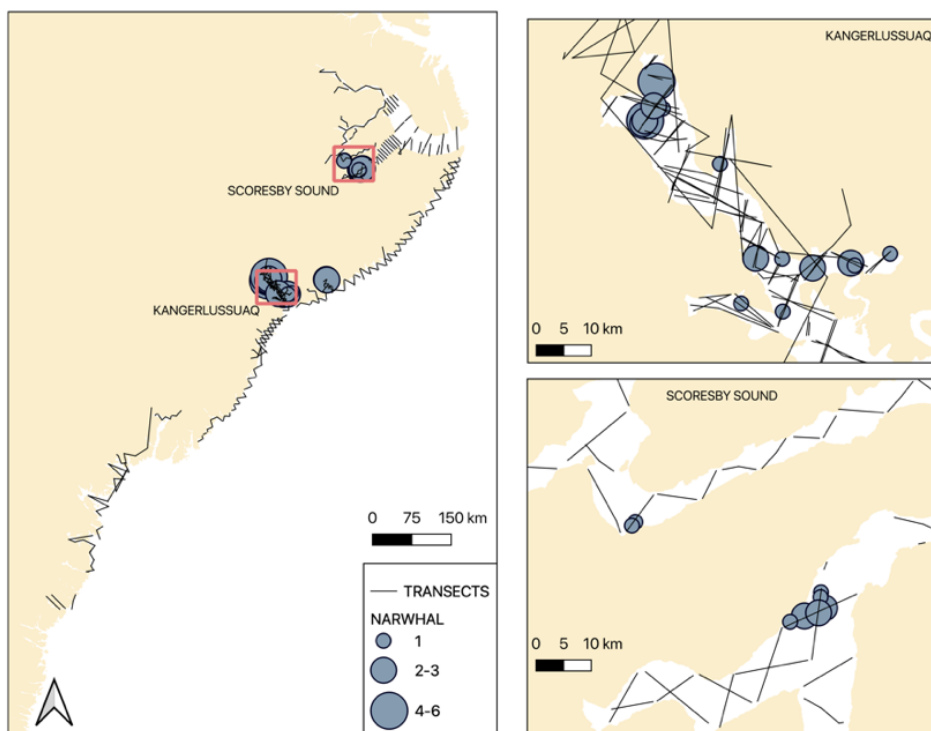 SCORESBY SOUND
KANGERLUSSUAQ
0 75 150 km
TRANSECTS
NARWHAL
1
2-3
4-6
KANGERLUSSUAQ
0 5 10 km
SCORESBY SOUND
0 5 10 km